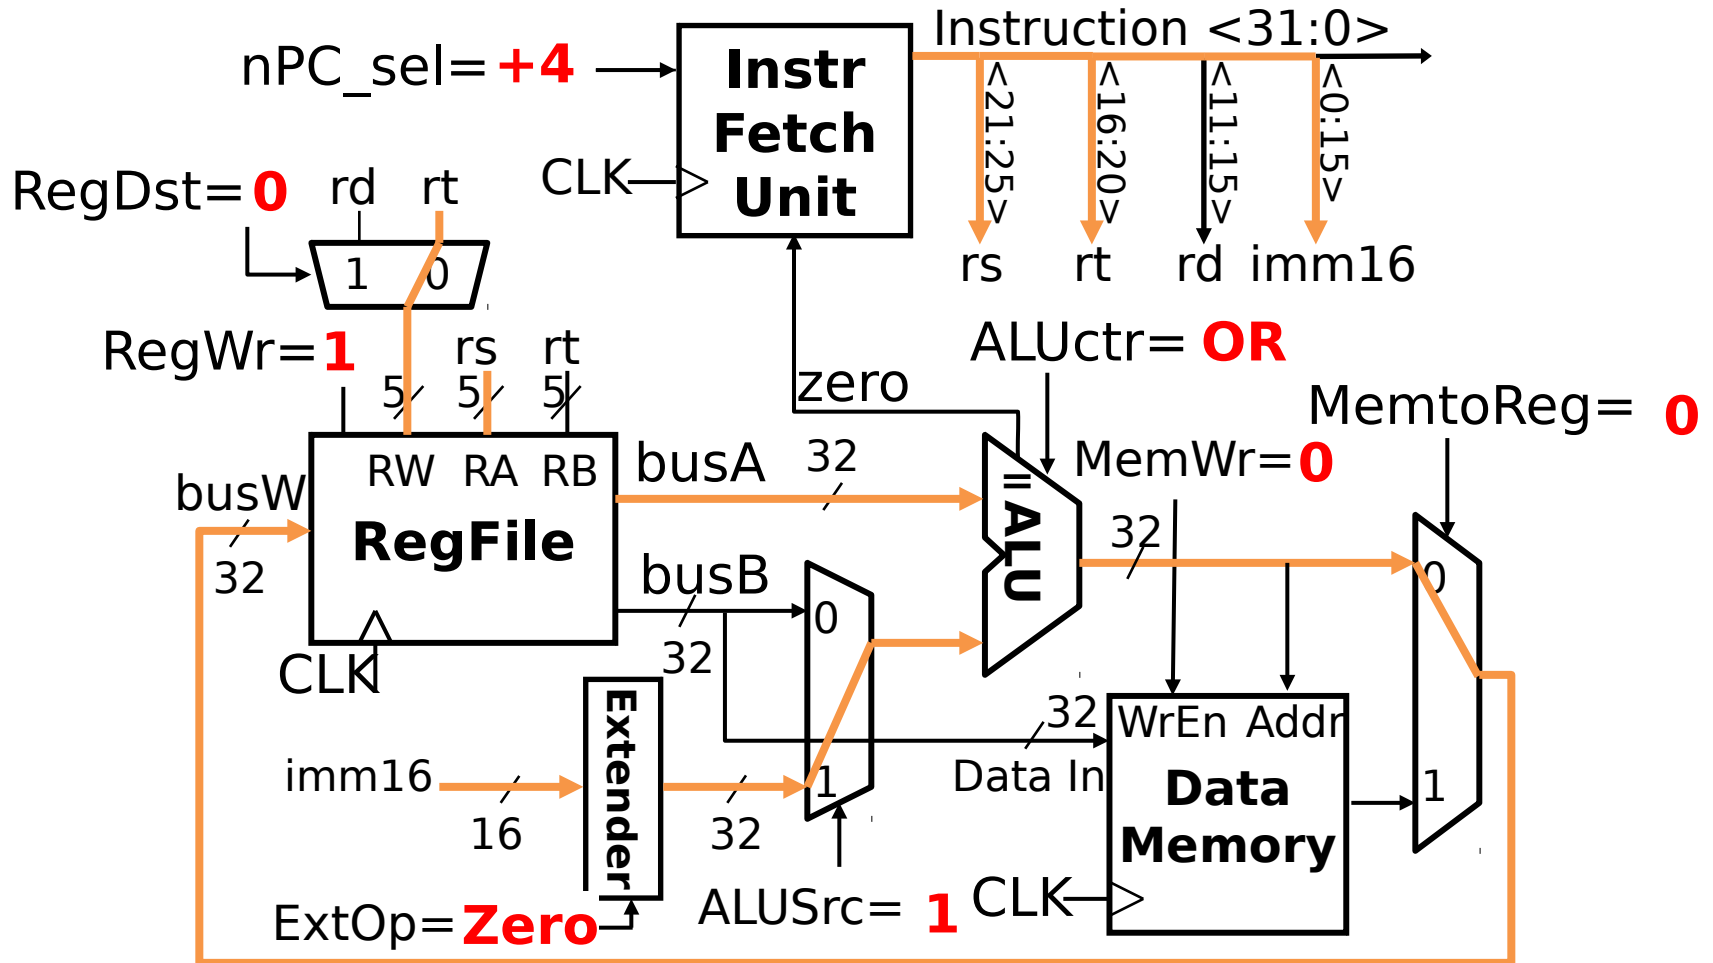 Instruction <31:0>
nPC_sel=+4
Instr
Fetch
Unit
CLK
<21:25>
<16:20>
<11:15>
<0:15>
rs rt rd imm16
RegDst=0
rd rt
1 0
RegWr=1
rs rt
5 5 5
ALUctr= OR
zero
MemtoReg= 0
MemWr=0
RW RA RB
RegFile
busW
32
busA
32
busB
32
CLK
=
ALU
32
0
1
0
1
Extender
imm16
16
32
ExtOp=Zero
ALUSrc= 1
32
Data In
WrEn Addr
Data
Memory
CLK